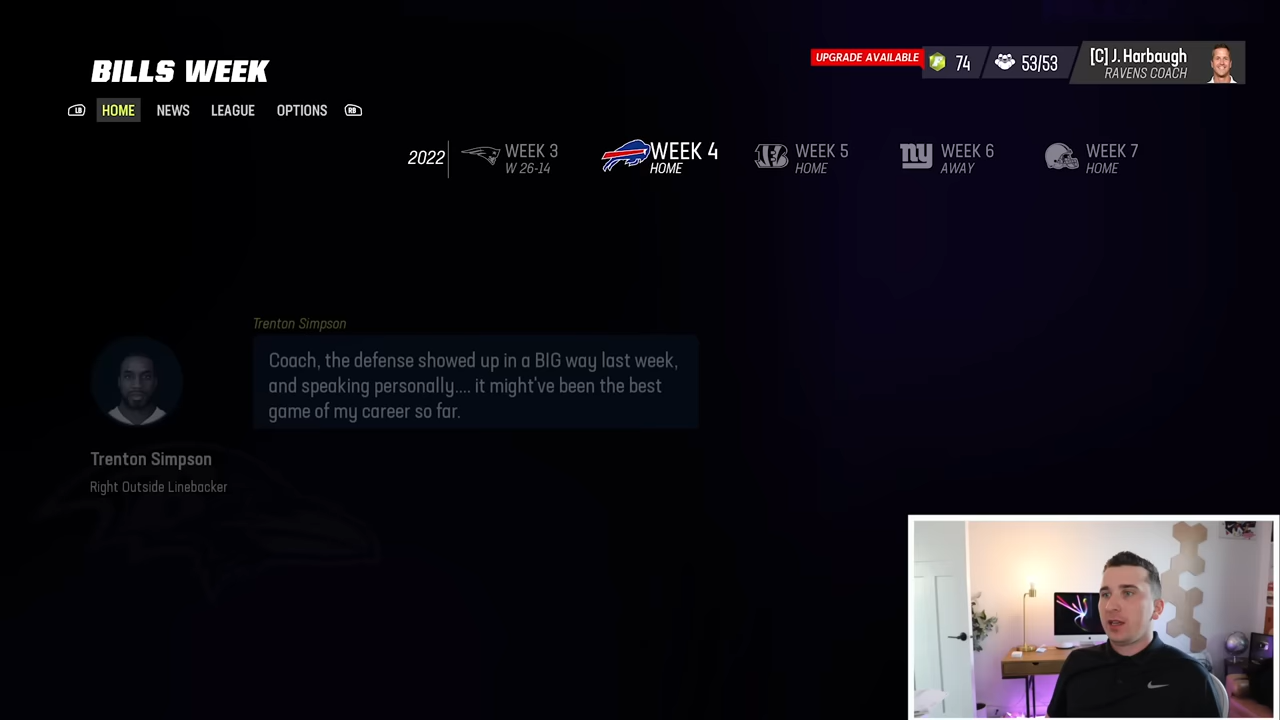 BILLS WEEK
UPGRADE AVAILABLE
74
53/53
[C] J. Harbaugh
RAVENS COACH
LB
HOME
NEWS
LEAGUE
OPTIONS
RB
2022
WEEK 3
W 26-14
WEEK 4
HOME
WEEK 5
HOME
ny
WEEK 6
AWAY
WEEK 7
HOME
Trenton Simpson
Coach, the defense showed up in a BIG way last week,
and speaking personally.... it might've been the best
game of my career so far.
Trenton Simpson
Right Outside Linebacker